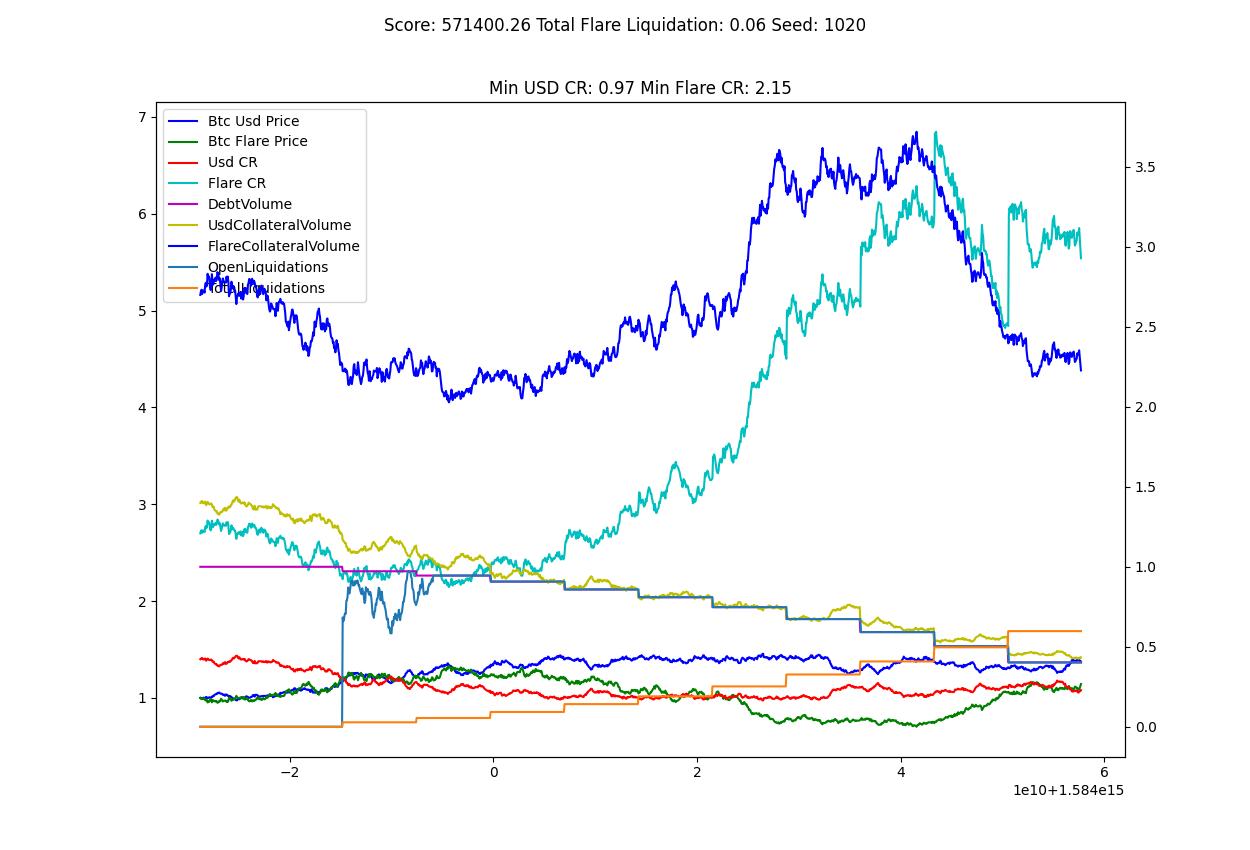 Score: 571400.26 Total Flare Liquidation: 0.06 Seed: 1020
Min USD CR: 0.97 Min Flare CR: 2.15
Btc Usd Price
Btc Flare Price
Usd CR
Flare CR
DebtVolume
UsdCollateralVolume
FlareCollateralVolume
OpenLiquidations
TotalLiquidations
7
6
5
4
3
2
1
3.5
3.0
2.5
2.0
1.5
1.0
0.5
0.0
−2 0 2 4 6
1e10+1.584e15